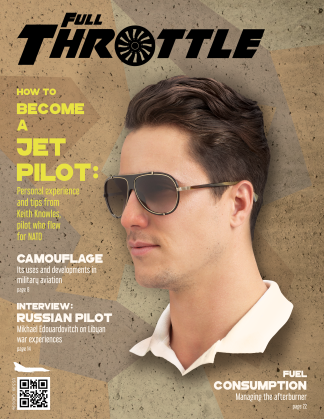 FULL
THROTTLE
HOW TO
BECOME
A
JET
PILOT:
Personal experience
and tips from
Keith Knowles,
pilot who flew
for NATO
CAMOUFLAGE
Its uses and developments in
military aviation
page 8
INTERVIEW:
RUSSIAN PILOT
Mikhael Edouardovitch on Libyan
war experiences
page 14
FUEL
CONSUMPTION
Managing the afterburner
page 22